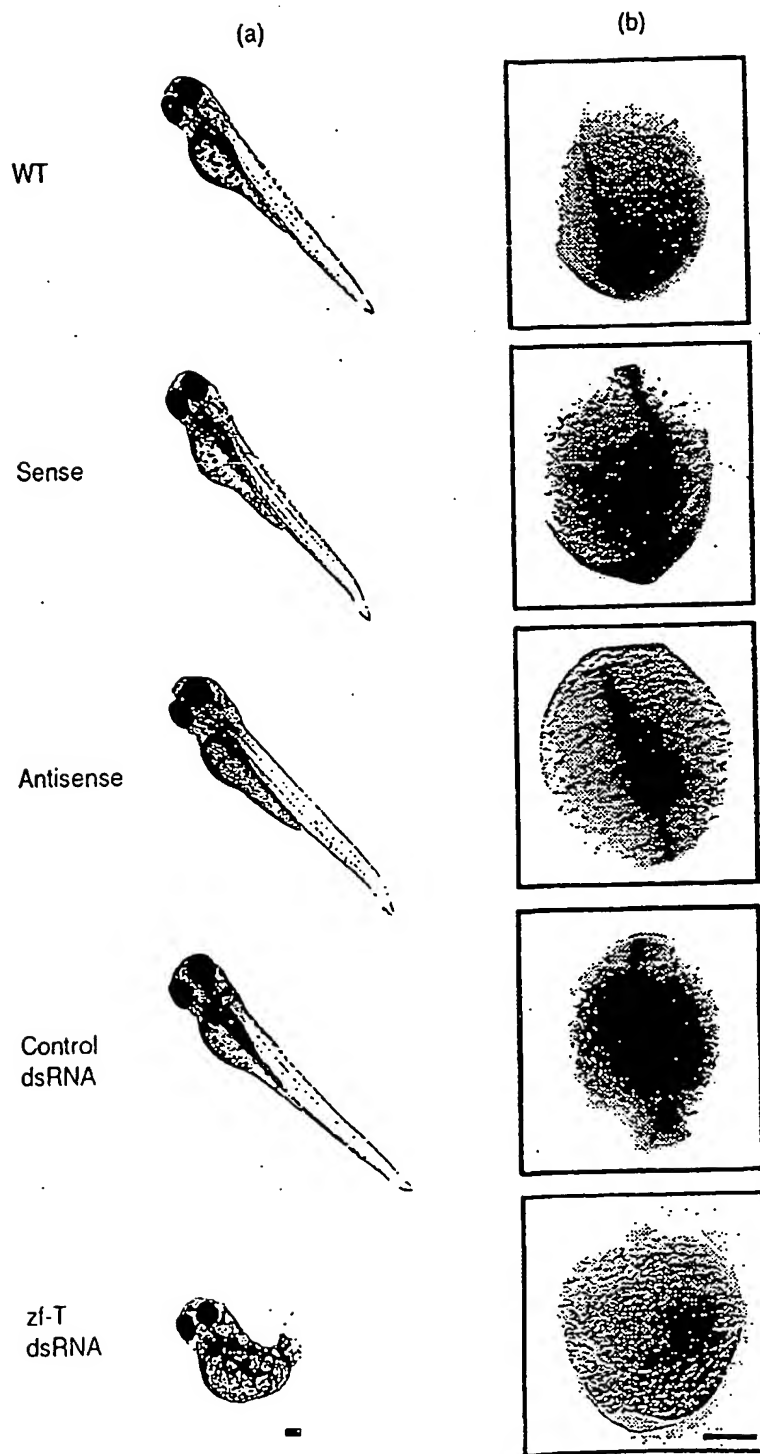 (a) (b)
WT
Sense
Antisense
Control
dsRNA
zf-T
dsRNA